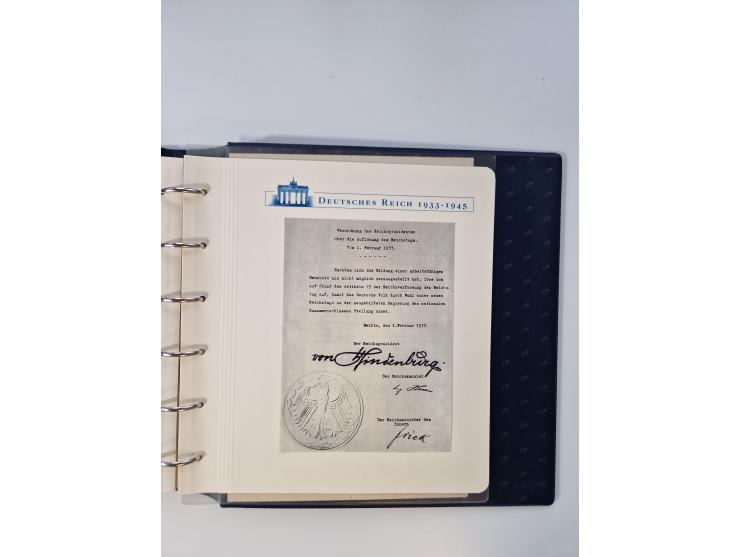 DEUTSCHES REICH 1933-1945
Verordnung des Reichspräsidenten
über die Auflösung des Reichstags.
Vom 1. Februar 1933.
- - - - - -
Nachdem sich die Bildung einer arbeitsfähigen
Mehrheit als nicht möglich herausgestellt hat, löse ich
auf Grund des Artikels 25 der Reichsverfassung den Reichs-
tag auf, damit das Deutsche Volk durch Wahl eines neuen
Reichstags zu der neugebildeten Regierung des nationalen
Zusammenschlusses Stellung nimmt.
Berlin, den 1.Februar 1933.
Der Reichspräsident
von Hindenburg
Der Reichskanzler
Der Reichsminister des
Innern
Frick